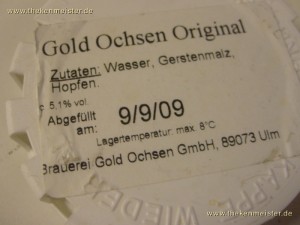 www.thekenmeister.de
Gold Ochsen Original
Zutaten: Wasser, Gerstenmalz,
Hopfen.
5,1% vol
Abgefüllt
am: 9/9/09
Lagertemperatur: max. 8°C
Brauerei Gold Ochsen GmbH, 89073 Ulm
www.thekenmeister.de